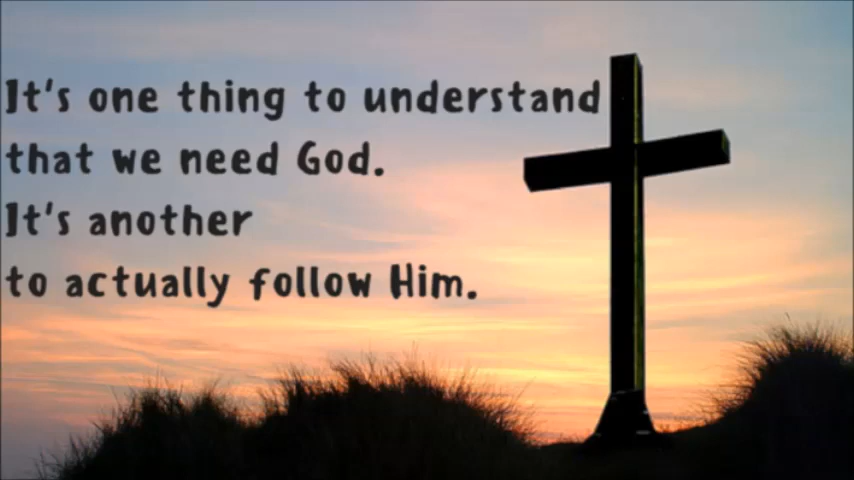 It's one thing to understand
that we need God.
It's another
to actually follow Him.